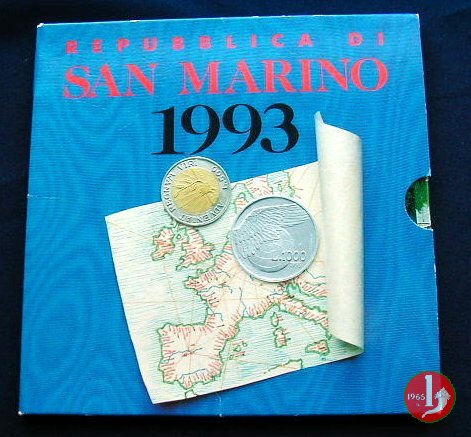 REPUBBLICA DI
SAN MARINO
1993
L.1000
1965